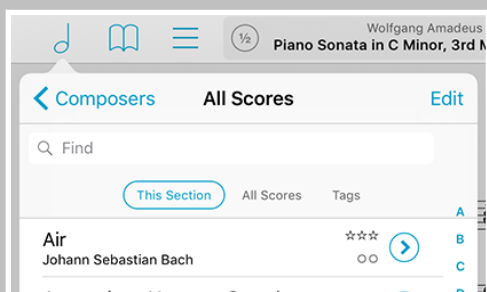 ½
Wolfgang Amadeus
Piano Sonata in C Minor, 3rd
Composers
All Scores
Edit
Find
This Section
All Scores
Tags
A
Air
B
Johann Sebastian Bach
C